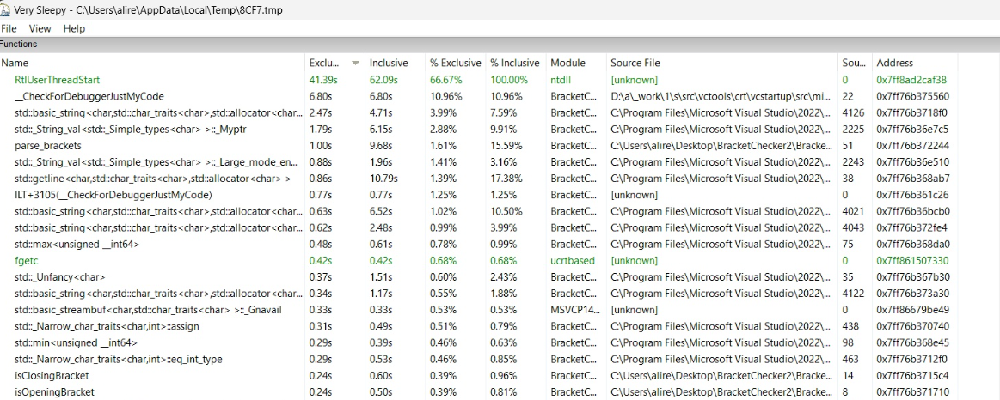 Very Sleepy - C:\Users\alire\AppData\Local\Temp\8CF7.tmp
File View Help
Functions
Name Exclu... Inclusive % Exclusive % Inclusive Module Source File Sou... Address
RtlUserThreadStart 41.39s 62.09s 66.67% 100.00% ntdll [unknown] 0 0x7ff8ad2caf38
__CheckForDebuggerJustMyCode 6.80s 6.80s 10.96% 10.96% BracketC... D:\a\_work\1\s\src\vctools\crt\vcstartup\src\mi... 22 0x7ff76b375560
std::basic_string<char,std::char_traits<char>,std::allocator<char... 2.47s 4.71s 3.99% 7.59% BracketC... C:\Program Files\Microsoft Visual Studio\2022\... 4126 0x7ff76b3718f0
std::_String_val<std::_Simple_types<char> >::_Myptr 1.79s 6.15s 2.88% 9.91% BracketC... C:\Program Files\Microsoft Visual Studio\2022\... 2225 0x7ff76b36e7c5
parse_brackets 1.00s 9.68s 1.61% 15.59% BracketC... C:\Users\alire\Desktop\BracketChecker2\Bracke... 51 0x7ff76b372244
std::_String_val<std::_Simple_types<char> >::_Large_mode_en... 0.88s 1.96s 1.41% 3.16% BracketC... C:\Program Files\Microsoft Visual Studio\2022\... 2243 0x7ff76b36e510
std::getline<char,std::char_traits<char>,std::allocator<char> > 0.86s 10.79s 1.39% 17.38% BracketC... C:\Program Files\Microsoft Visual Studio\2022\... 38 0x7ff76b368ab7
ILT+3105(__CheckForDebuggerJustMyCode) 0.77s 0.77s 1.25% 1.25% BracketC... [unknown] 0 0x7ff76b361c26
std::basic_string<char,std::char_traits<char>,std::allocator<char... 0.63s 6.52s 1.02% 10.50% BracketC... C:\Program Files\Microsoft Visual Studio\2022\... 4021 0x7ff76b36bcb0
std::basic_string<char,std::char_traits<char>,std::allocator<char... 0.62s 2.48s 0.99% 3.99% BracketC... C:\Program Files\Microsoft Visual Studio\2022\... 4043 0x7ff76b372fe4
std::max<unsigned __int64> 0.48s 0.61s 0.78% 0.99% BracketC... C:\Program Files\Microsoft Visual Studio\2022\... 75 0x7ff76b368da0
fgetc 0.42s 0.42s 0.68% 0.68% ucrtbased [unknown] 0 0x7ff861507330
std::_Unfancy<char> 0.37s 1.51s 0.60% 2.43% BracketC... C:\Program Files\Microsoft Visual Studio\2022\... 35 0x7ff76b367b30
std::basic_string<char,std::char_traits<char>,std::allocator<char... 0.34s 1.17s 0.55% 1.88% BracketC... C:\Program Files\Microsoft Visual Studio\2022\... 4122 0x7ff76b373a30
std::basic_streambuf<char,std::char_traits<char> >::_Gnavail 0.33s 0.33s 0.53% 0.53% MSVCP14... [unknown] 0 0x7ff86679be49
std::_Narrow_char_traits<char,int>::assign 0.31s 0.49s 0.51% 0.79% BracketC... C:\Program Files\Microsoft Visual Studio\2022\... 438 0x7ff76b370740
std::min<unsigned __int64> 0.29s 0.39s 0.46% 0.63% BracketC... C:\Program Files\Microsoft Visual Studio\2022\... 98 0x7ff76b368e45
std::_Narrow_char_traits<char,int>::eq_int_type 0.29s 0.53s 0.46% 0.85% BracketC... C:\Program Files\Microsoft Visual Studio\2022\... 463 0x7ff76b3712f0
isClosingBracket 0.24s 0.60s 0.39% 0.96% BracketC... C:\Users\alire\Desktop\BracketChecker2\Bracke... 14 0x7ff76b3715c4
isOpeningBracket 0.24s 0.50s 0.39% 0.81% BracketC... C:\Users\alire\Desktop\BracketChecker2\Bracke... 8 0x7ff76b371710